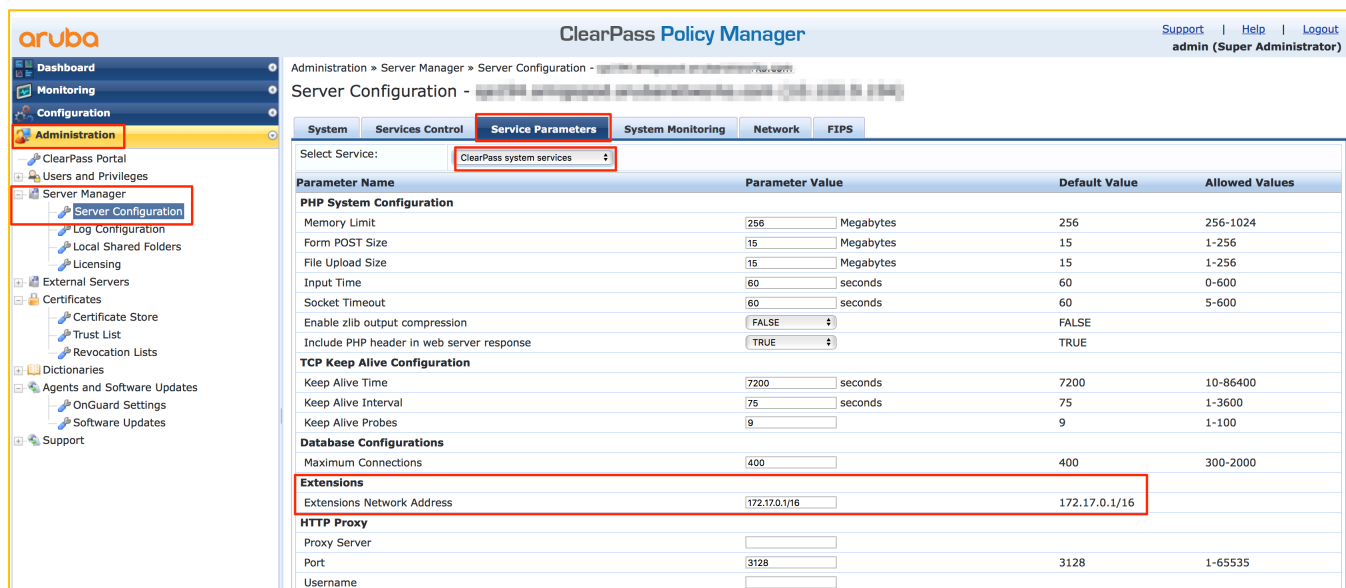 aruba
ClearPass Policy Manager
Support | Help | Logout
admin (Super Administrator)
Dashboard
Monitoring
Configuration
Administration
ClearPass Portal
Users and Privileges
Server Manager
Server Configuration
Log Configuration
Local Shared Folders
Licensing
External Servers
Certificates
Certificate Store
Trust List
Revocation Lists
Dictionaries
Agents and Software Updates
OnGuard Settings
Software Updates
Support
Administration » Server Manager » Server Configuration -
Server Configuration -
System Services Control Service Parameters System Monitoring Network FIPS
Select Service: ClearPass system services
Parameter Name Parameter Value Default Value Allowed Values
PHP System Configuration
Memory Limit 256 Megabytes 256 256-1024
Form POST Size 15 Megabytes 15 1-256
File Upload Size 15 Megabytes 15 1-256
Input Time 60 seconds 60 0-600
Socket Timeout 60 seconds 60 5-600
Enable zlib output compression FALSE FALSE
Include PHP header in web server response TRUE TRUE
TCP Keep Alive Configuration
Keep Alive Time 7200 seconds 7200 10-86400
Keep Alive Interval 75 seconds 75 1-3600
Keep Alive Probes 9 9 1-100
Database Configurations
Maximum Connections 400 400 300-2000
Extensions
Extensions Network Address 172.17.0.1/16 172.17.0.1/16
HTTP Proxy
Proxy Server
Port 3128 3128 1-65535
Username